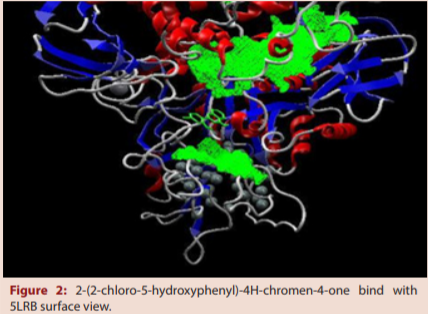 Figure 2: 2-(2-chloro-5-hydroxyphenyl)-4H-chromen-4-one bind with
5LRB surface view.